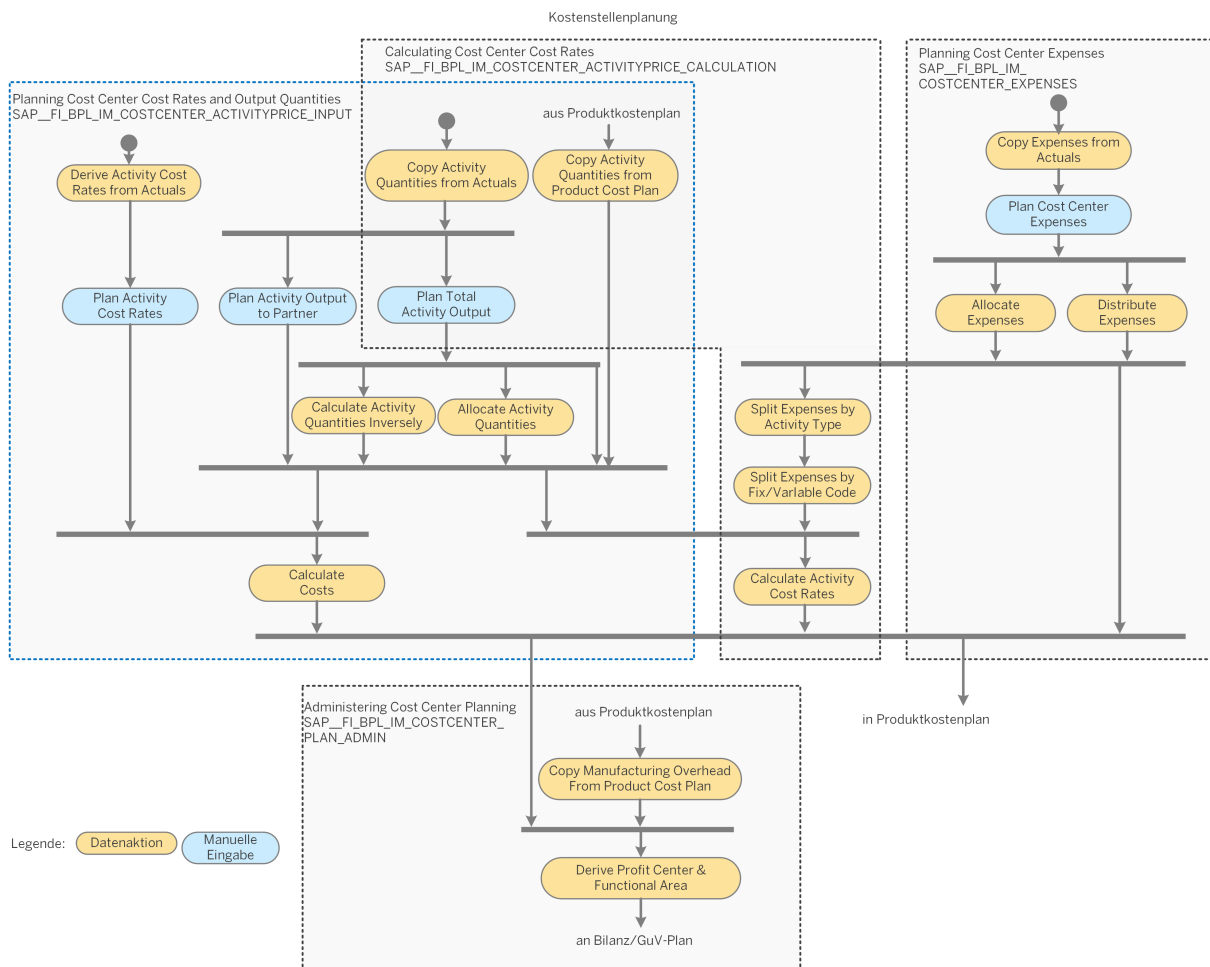 Kostenstellenplanung
Calculating Cost Center Cost Rates
SAP__FI_BPL_IM_COSTCENTER_ACTIVITYPRICE_CALCULATION
Planning Cost Center Expenses
SAP__FI_BPL_IM_
COSTCENTER_EXPENSES
Planning Cost Center Cost Rates and Output Quantities
SAP__FI_BPL_IM_COSTCENTER_ACTIVITYPRICE_INPUT
aus Produktkostenplan
Derive Activity Cost
Rates from Actuals
Copy Activity
Quantities from Actuals
Copy Activity
Quantities from
Product Cost Plan
Copy Expenses from
Actuals
Plan Cost Center
Expenses
Plan Activity
Cost Rates
Plan Activity Output
to Partner
Plan Total
Activity Output
Allocate
Expenses
Distribute
Expenses
Calculate Activity
Quantities Inversely
Allocate Activity
Quantities
Split Expenses by
Activity Type
Split Expenses by
Fix/Variable Code
Calculate
Costs
Calculate Activity
Cost Rates
Administering Cost Center Planning
SAP__FI_BPL_IM_COSTCENTER_
PLAN_ADMIN
aus Produktkostenplan
in Produktkostenplan
Copy Manufacturing Overhead
From Product Cost Plan
Derive Profit Center &
Functional Area
an Bilanz/GuV-Plan
Legende:
Datenaktion
Manuelle
Eingabe